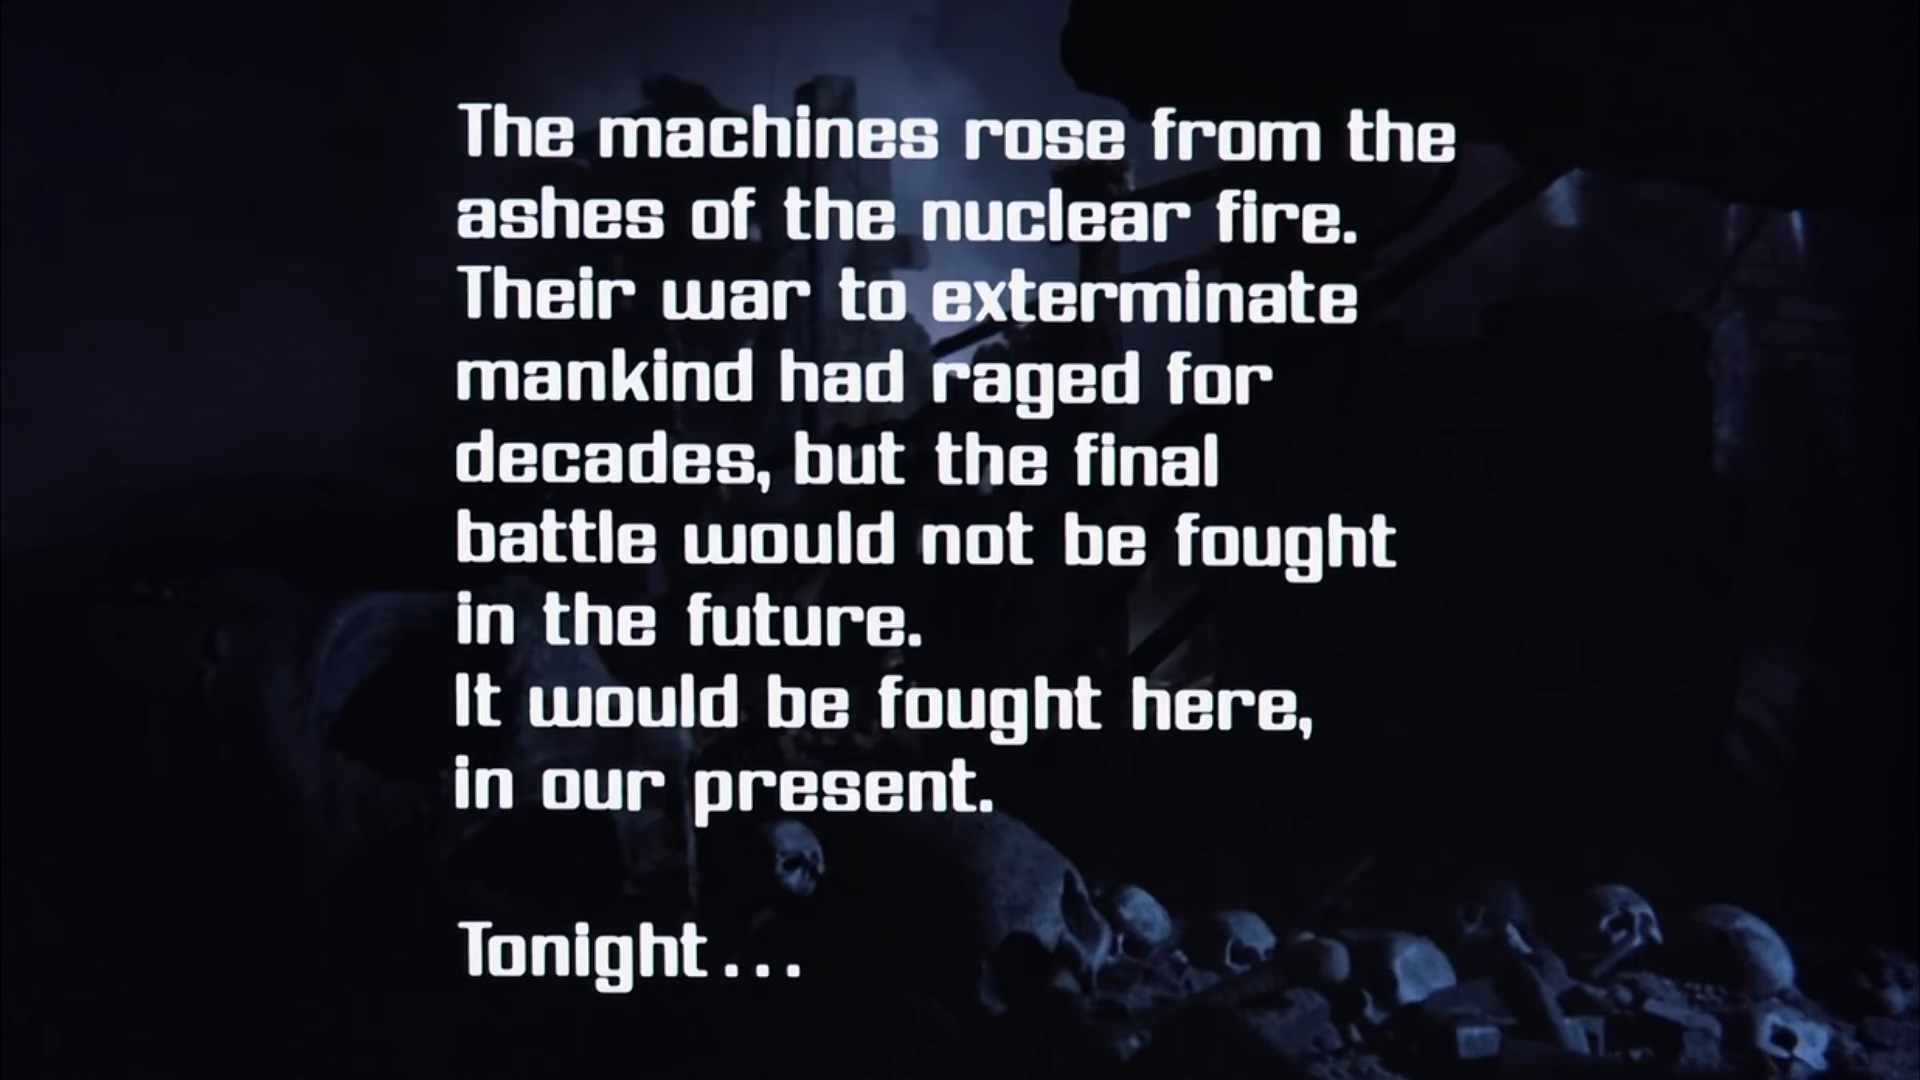 The machines rose from the
ashes of the nuclear fire.
Their war to exterminate
mankind had raged for
decades, but the final
battle would not be fought
in the future.
It would be fought here,
in our present.
Tonight...